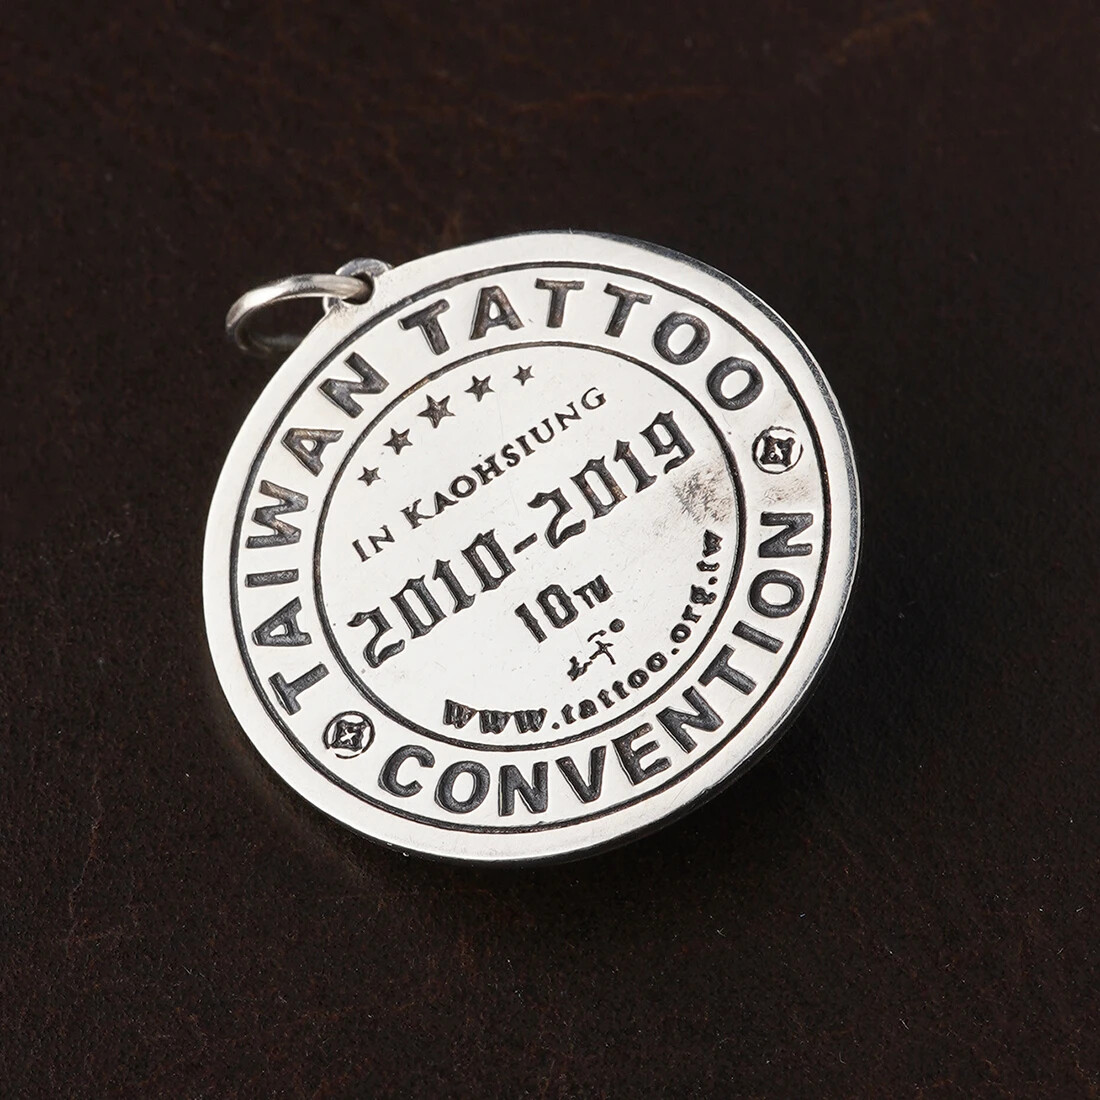 TAIWAN TATTOO
IN KAOHSIUNG
2010-2019
10TH
www.tattoo.org.tw
CONVENTION